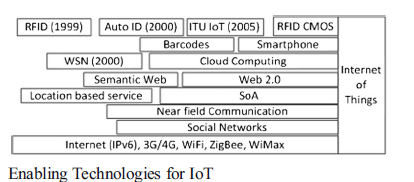 RFID (1999) Auto ID (2000) ITU IoT (2005) RFID CMOS
Barcodes Smartphone
WSN (2000) Cloud Computing
Internet
of
Things
Semantic Web Web 2.0
Location based service SoA
Near field Communication
Social Networks
Internet (IPv6), 3G/4G, WiFi, ZigBee, WiMax
Enabling Technologies for IoT